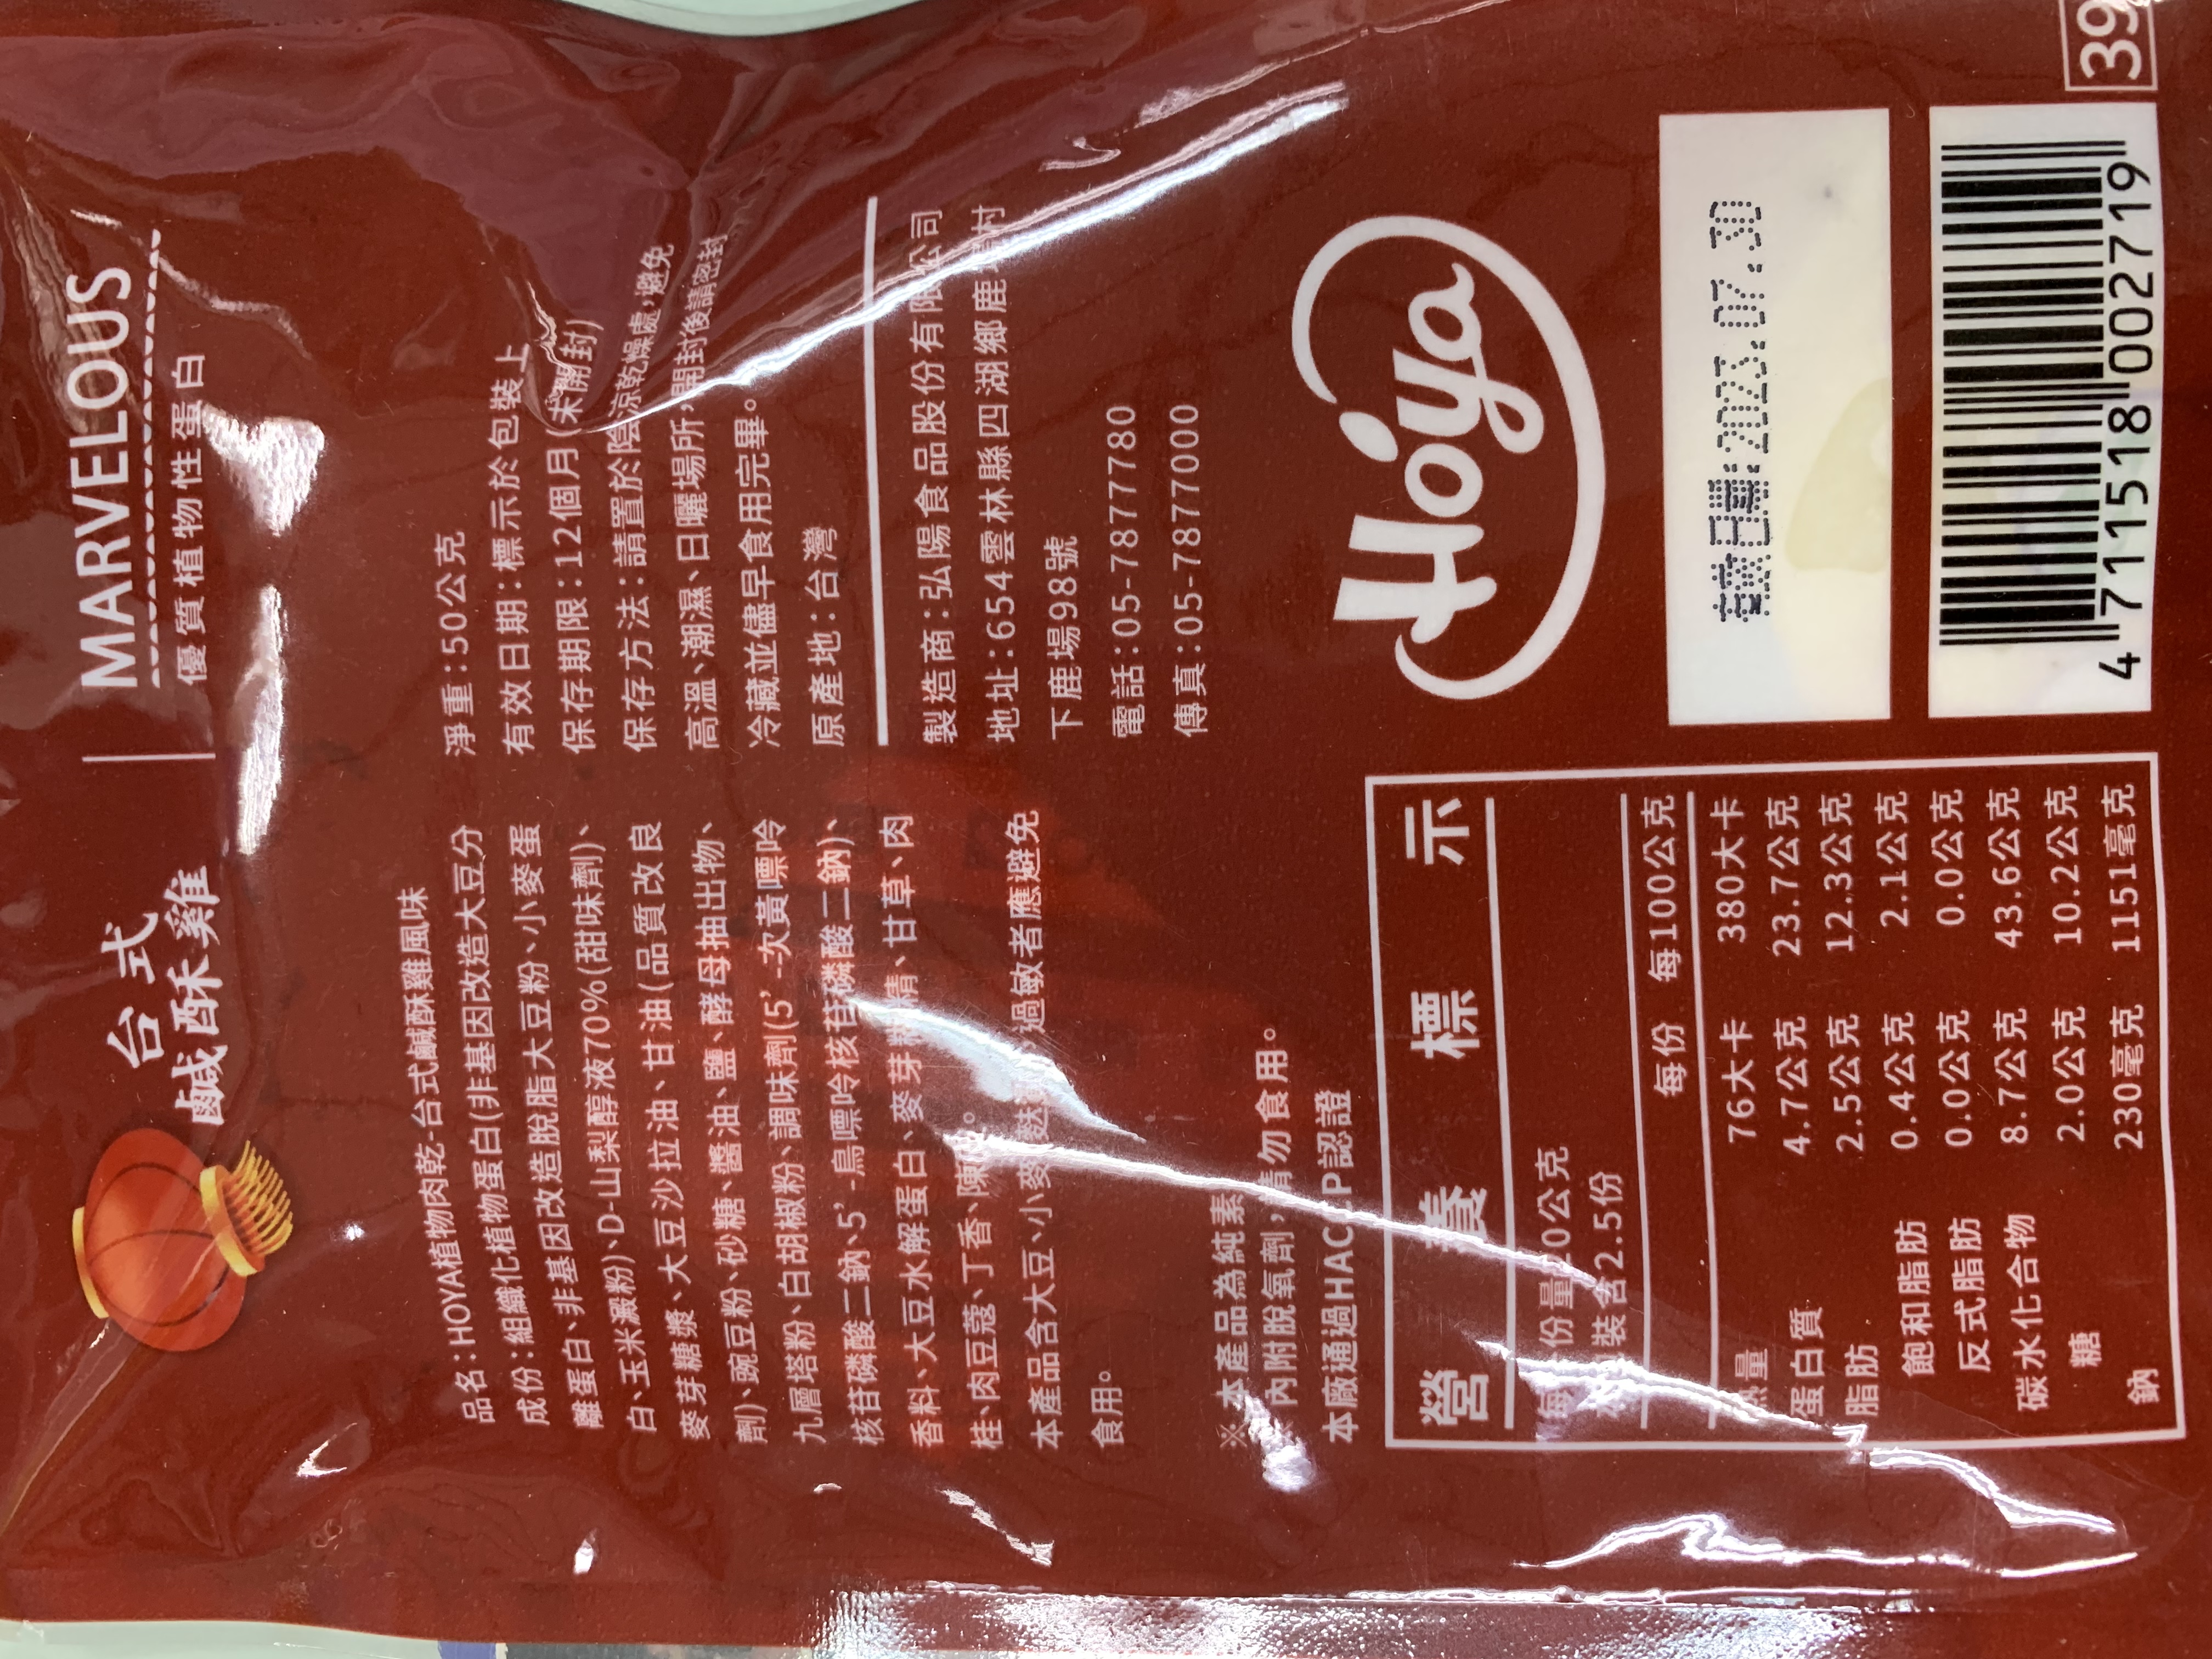 台式
鹹酥雞
MARVELOUS
優質植物性蛋白
品名:HOYA植物肉乾-台式鹹酥雞風味
成份:組織化植物蛋白(非基因改造大豆分
離蛋白、非基因改造脫脂大豆粉、小麥蛋
白、玉米澱粉)、D-山梨醇液70%(甜味劑)、
麥芽糖漿、大豆沙拉油、甘油(品質改良
劑)、豌豆粉、砂糖、醬油、鹽、酵母抽出物、
九層塔粉、白胡椒粉、調味劑(5’-次黃嘌呤
核苷磷酸二鈉、5’-鳥嘌呤核苷磷酸二鈉)、
香料、大豆水解蛋白、麥芽糊精、甘草、肉
桂、肉豆蔻、丁香、陳。
本產品含大豆、小麥 過敏者應避免
食用。
※本產品為純素
內附脫氧劑,請勿食用。
本廠通過HACCP認證
淨重:50公克
有效日期:標示於包裝上
保存期限:12個月(未開封)
保存方法:請置於陰涼乾燥處,避免
高溫、潮濕、日曬場所,開封後請密封
冷藏並儘早食用完畢。
原產地:台灣
製造商:弘陽食品股份有限公司
地址:654雲林縣四湖鄉鹿場村
下鹿場98號
電話:05-7877780
傳真:05-7877000
營養標示
每一份量20公克
本包裝含2.5份
每份 每100公克
熱量 76大卡 380大卡
蛋白質 4.7公克 23.7公克
脂肪 2.5公克 12.3公克
飽和脂肪 0.4公克 2.1公克
反式脂肪 0.0公克 0.0公克
碳水化合物 8.7公克 43.6公克
糖 2.0公克 10.2公克
鈉 230毫克 1151毫克
Hoya
有效日期:2023.07.30
4 711518 002719
39